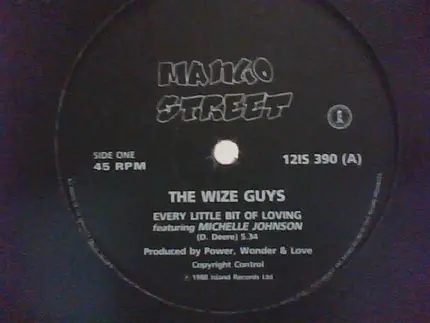 MANGO
STREET
SIDE ONE
45 RPM
12IS 390 (A)
THE WIZE GUYS
EVERY LITTLE BIT OF LOVING
featuring MICHELLE JOHNSON
(D. Deere) 5.34
Produced by Power, Wonder & Love
Copyright Control
℗ 1988 Island Records Ltd